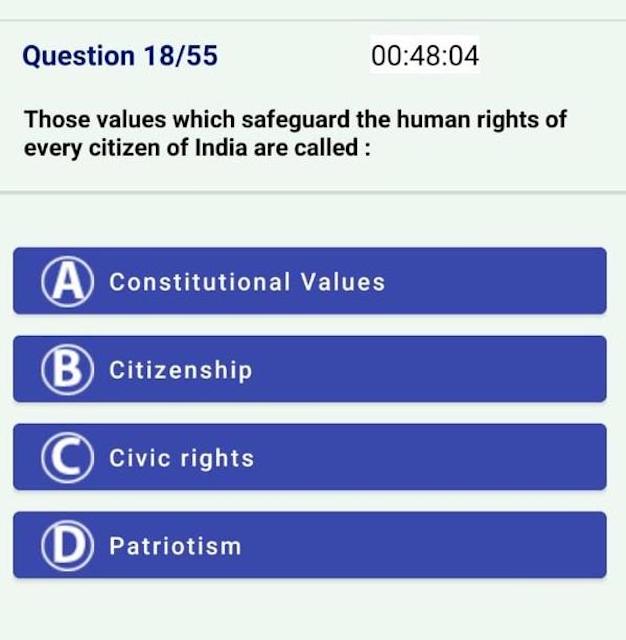 Question 18/55
00:48:04
Those values which safeguard the human rights of
every citizen of India are called :
A Constitutional Values
B Citizenship
C Civic rights
D Patriotism